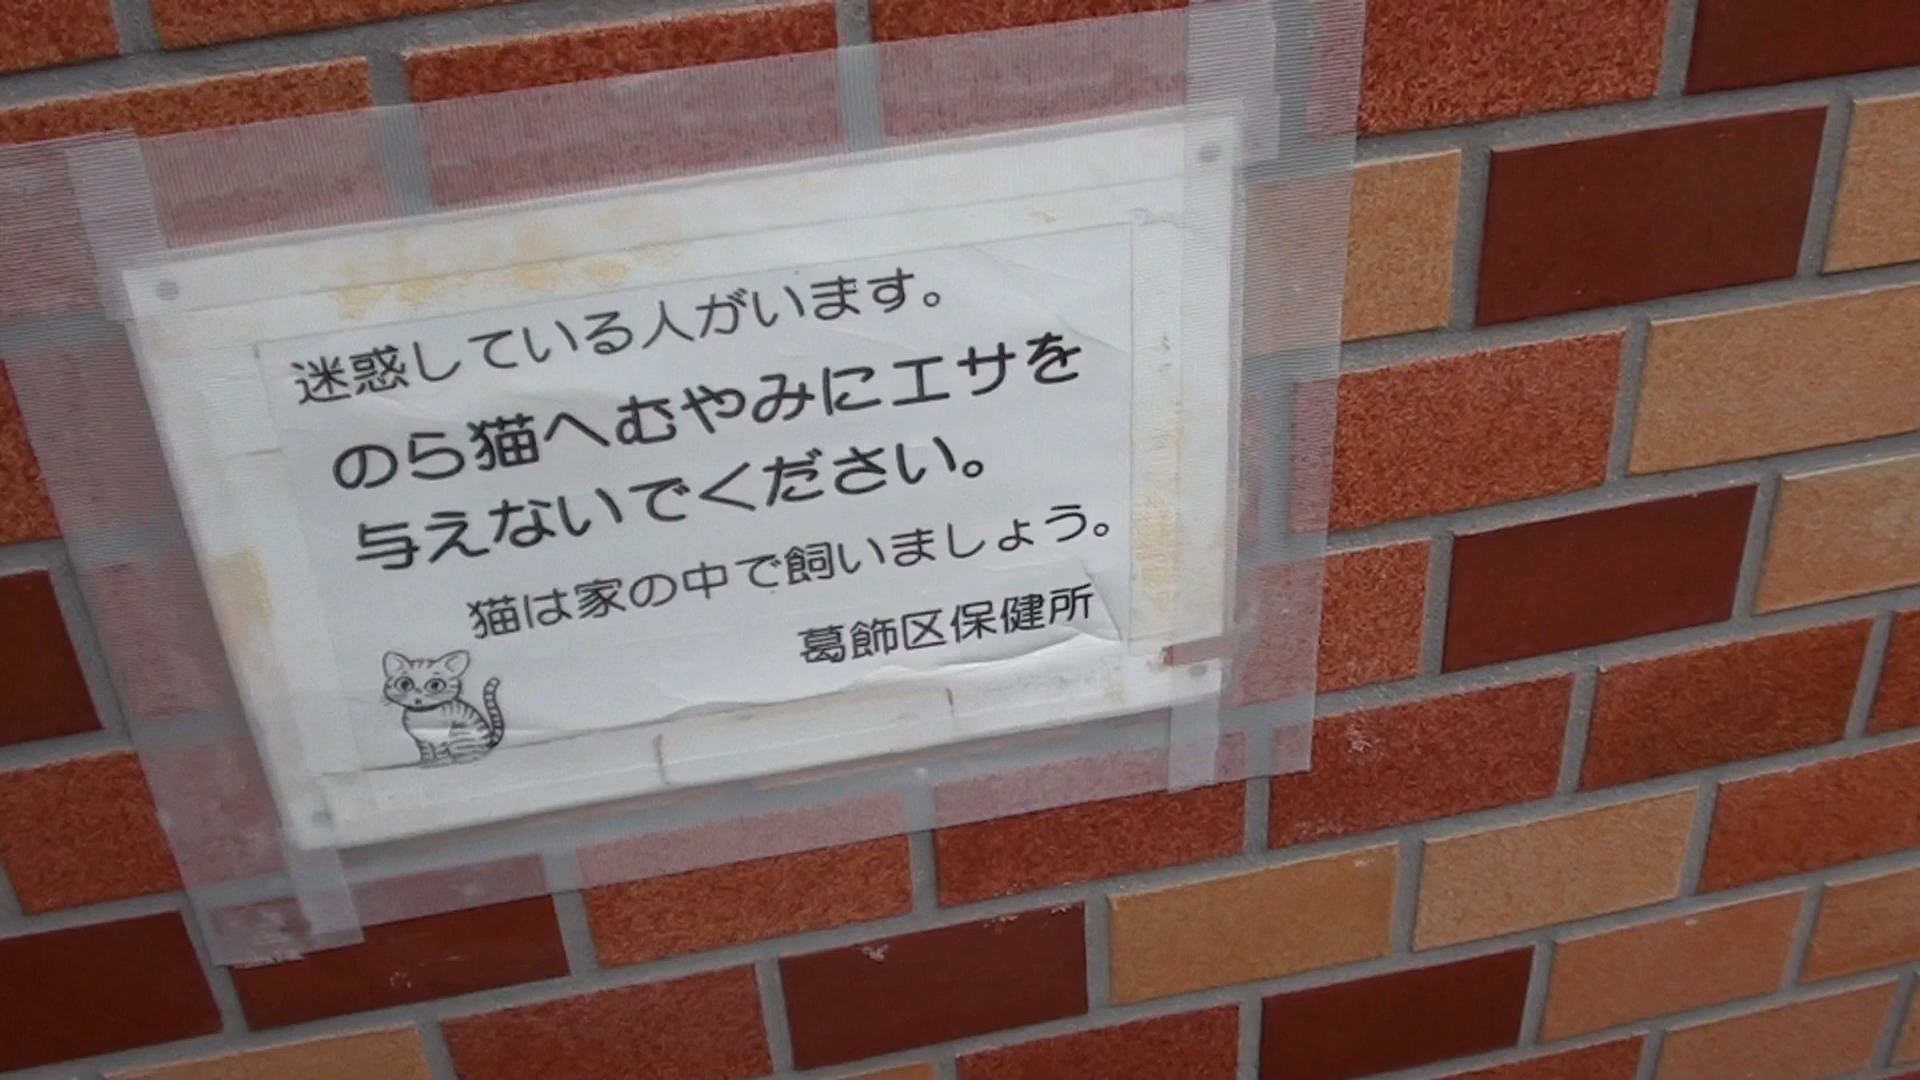 迷惑している人がいます。
のら猫へむやみにエサを
与えないでください。
猫は家の中で飼いましょう。
葛飾区保健所